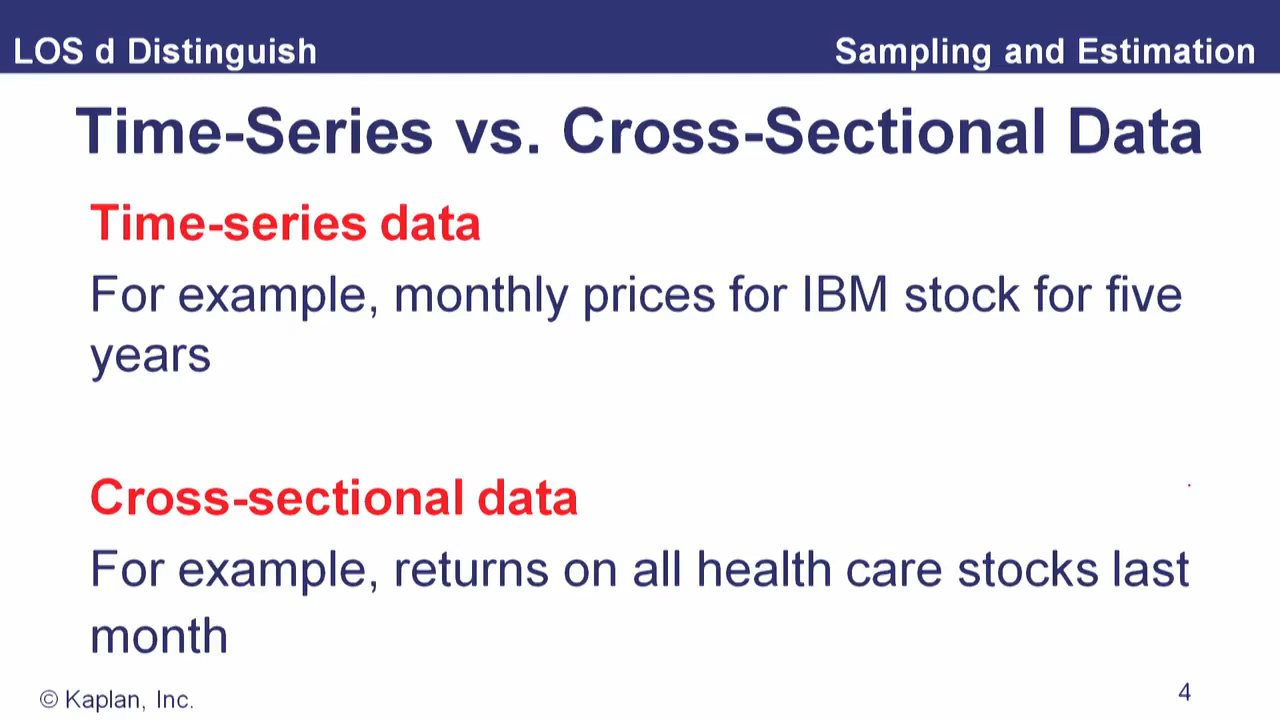 LOS d Distinguish
Sampling and Estimation
Time-Series vs. Cross-Sectional Data
Time-series data
For example, monthly prices for IBM stock for five
years
Cross-sectional data
For example, returns on all health care stocks last
month
© Kaplan, Inc.
4